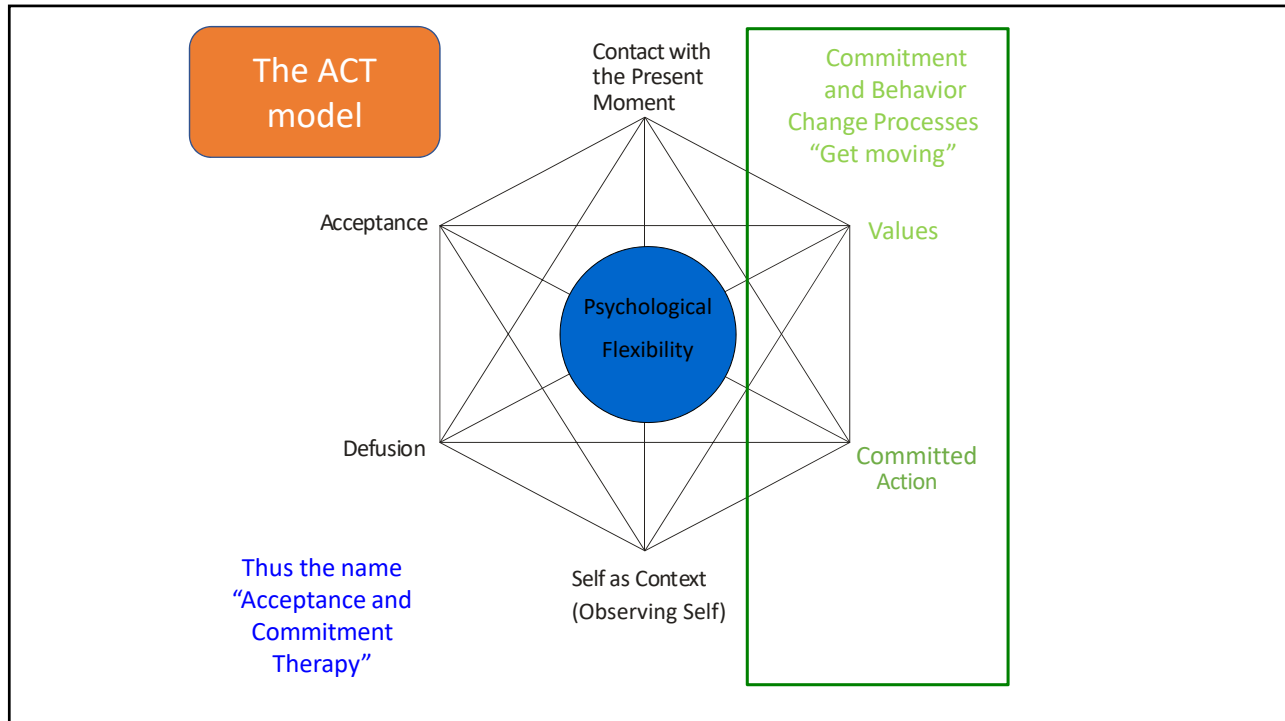 The ACT
model
Contact with
the Present
Moment
Commitment
and Behavior
Change Processes
“Get moving”
Acceptance
Values
Psychological
Flexibility
Defusion
Committed
Action
Self as Context
(Observing Self)
Thus the name
“Acceptance and
Commitment
Therapy”